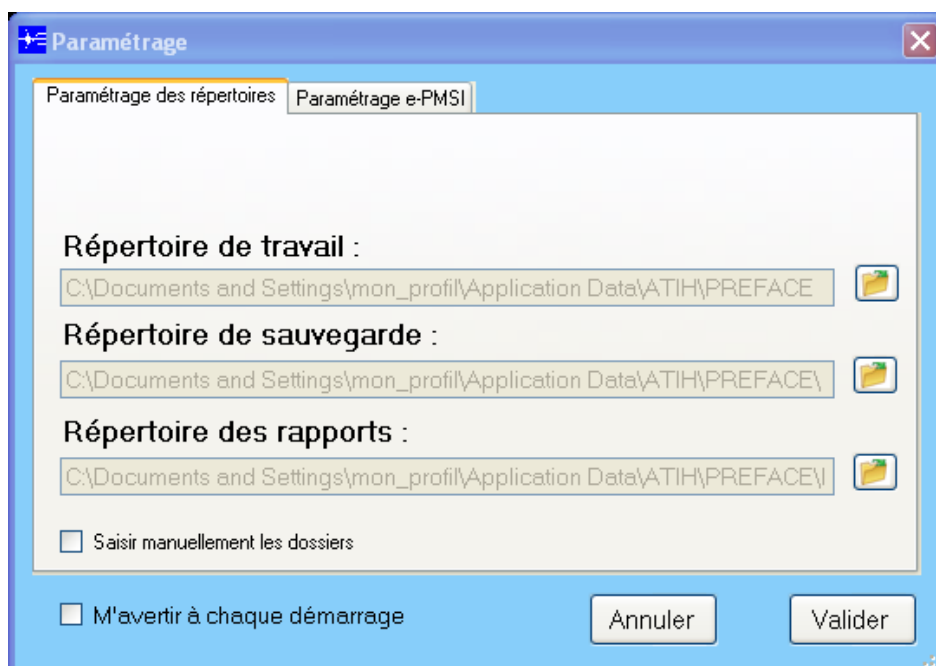 Paramétrage
Paramétrage des répertoires
Paramétrage e-PMSI
Répertoire de travail :
C:\Documents and Settings\mon_profil\Application Data\ATIH\PREFACE
Répertoire de sauvegarde :
C:\Documents and Settings\mon_profil\Application Data\ATIH\PREFACE\
Répertoire des rapports :
C:\Documents and Settings\mon_profil\Application Data\ATIH\PREFACE\
Saisir manuellement les dossiers
M'avertir à chaque démarrage
Annuler
Valider